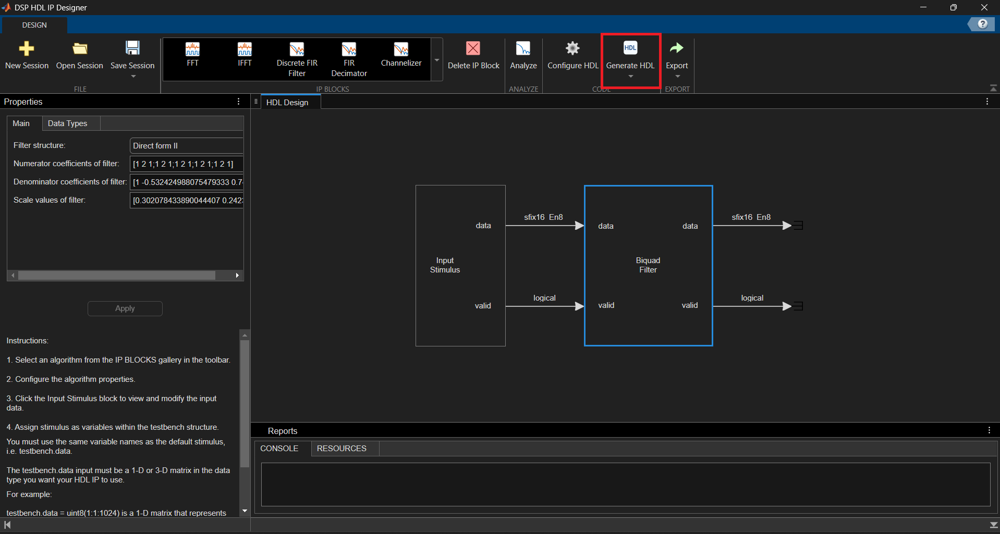 DSP HDL IP Designer
DESIGN
?
New Session
Open Session
Save Session
FILE
FFT
IFFT
Discrete FIR
Filter
FIR
Decimator
Channelizer
IP BLOCKS
Delete IP Block
Analyze
ANALYZE
Configure HDL
HDL
Generate HDL
Export
EXPORT
Properties
Main
Data Types
Filter structure:
Direct form II
Numerator coefficients of filter:
[1 2 1;1 2 1;1 2 1;1 2 1;1 2 1]
Denominator coefficients of filter:
[1 -0.532424988075479333 0.7
Scale values of filter:
[0.302078433890044407 0.242
Apply
Instructions:
1. Select an algorithm from the IP BLOCKS gallery in the toolbar.
2. Configure the algorithm properties.
3. Click the Input Stimulus block to view and modify the input
data.
4. Assign stimulus as variables within the testbench structure.
You must use the same variable names as the default stimulus,
i.e. testbench.data.
The testbench.data input must be a 1-D or 3-D matrix in the data
type you want your HDL IP to use.
For example:
testbench.data = uint8(1:1:1024) is a 1-D matrix that represents
HDL Design
data
Input
Stimulus
valid
sfix16 En8
logical
data
data
Biquad
Filter
valid
valid
sfix16 En8
logical
Reports
CONSOLE
RESOURCES